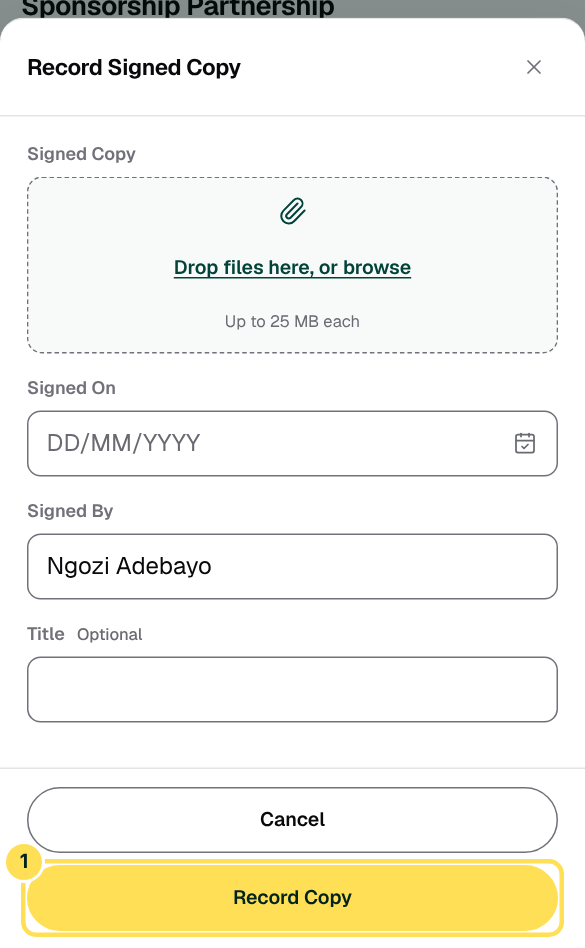 Sponsorship Partnership
Record Signed Copy
Signed Copy
Drop files here, or browse
Up to 25 MB each
Signed On
DD/MM/YYYY
Signed By
Ngozi Adebayo
Title Optional
Cancel
1
Record Copy